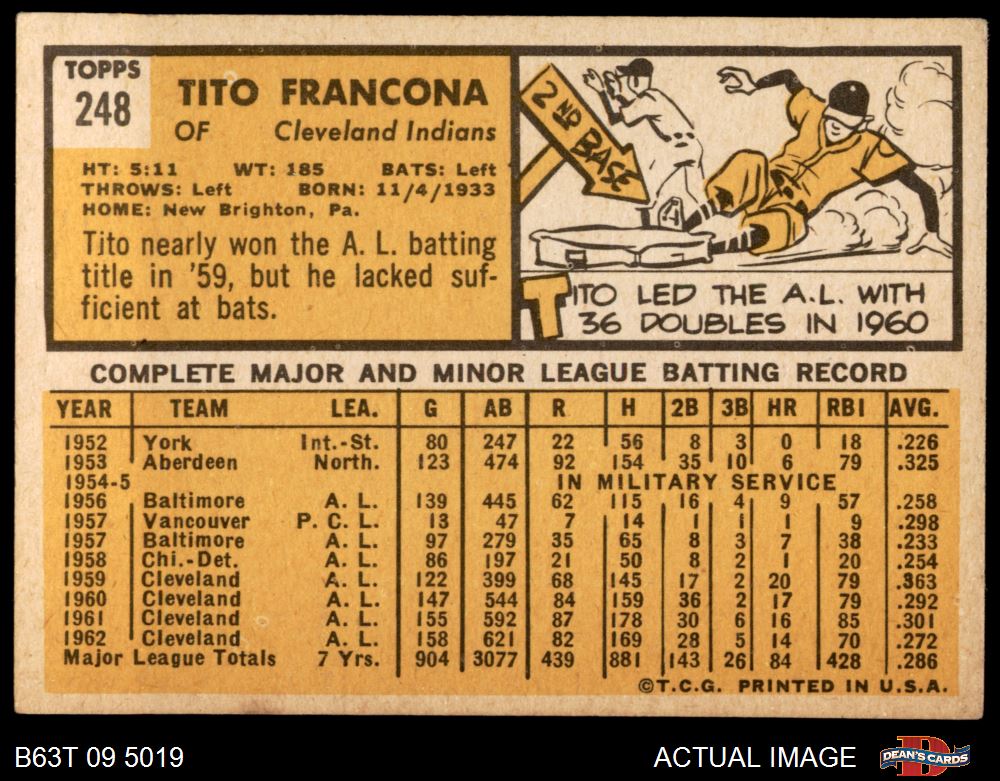 TOPPS
248
TITO FRANCONA
OF Cleveland Indians
HT: 5:11 WT: 185 BATS: Left
THROWS: Left BORN: 11/4/1933
HOME: New Brighton, Pa.
Tito nearly won the A. L. batting
title in '59, but he lacked suf-
ficient at bats.
2ND BASE
TITO LED THE A.L. WITH
36 DOUBLES IN 1960
COMPLETE MAJOR AND MINOR LEAGUE BATTING RECORD
YEAR TEAM LEA. G AB R H 2B 3B HR RBI AVG.
1952 York Int.-St. 80 247 22 56 8 3 0 18 .226
1953 Aberdeen North. 123 474 92 154 35 10 6 79 .325
1954-5 IN MILITARY SERVICE
1956 Baltimore A. L. 139 445 62 115 16 4 9 57 .258
1957 Vancouver P. C. L. 13 47 7 14 1 1 1 9 .298
1957 Baltimore A. L. 97 279 35 65 8 3 7 38 .233
1958 Chi.-Det. A. L. 86 197 21 50 8 2 1 20 .254
1959 Cleveland A. L. 122 399 68 145 17 2 20 79 .363
1960 Cleveland A. L. 147 544 84 159 36 2 17 79 .292
1961 Cleveland A. L. 155 592 87 178 30 6 16 85 .301
1962 Cleveland A. L. 158 621 82 169 28 5 14 70 .272
Major League Totals 7 Yrs. 904 3077 439 881 143 26 84 428 .286
©T.C.G. PRINTED IN U.S.A.
B63T 09 5019 ACTUAL IMAGE DEAN'S CARDS